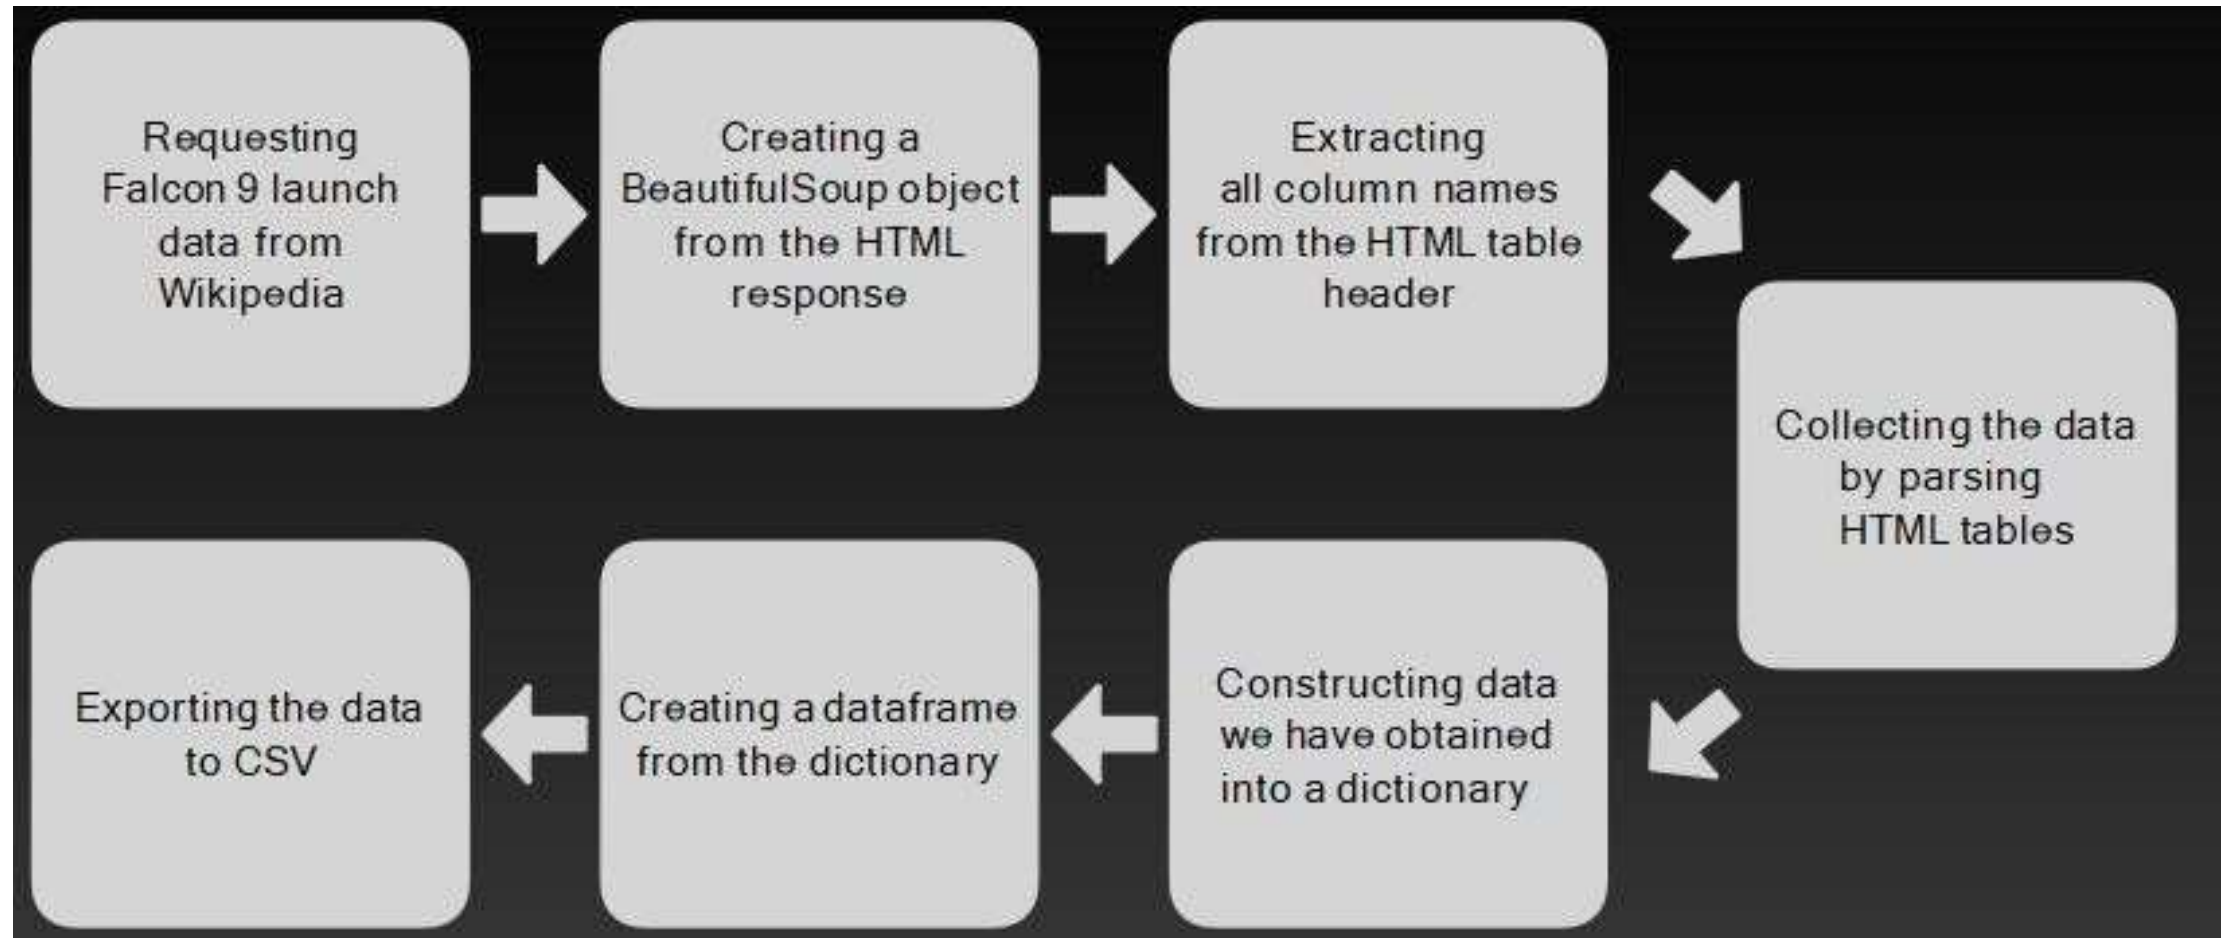 Requesting
Falcon 9 launch
data from
Wikipedia
Creating a
BeautifulSoup object
from the HTML
response
Extracting
all column names
from the HTML table
header
Collecting the data
by parsing
HTML tables
Constructing data
we have obtained
into a dictionary
Creating a dataframe
from the dictionary
Exporting the data
to CSV